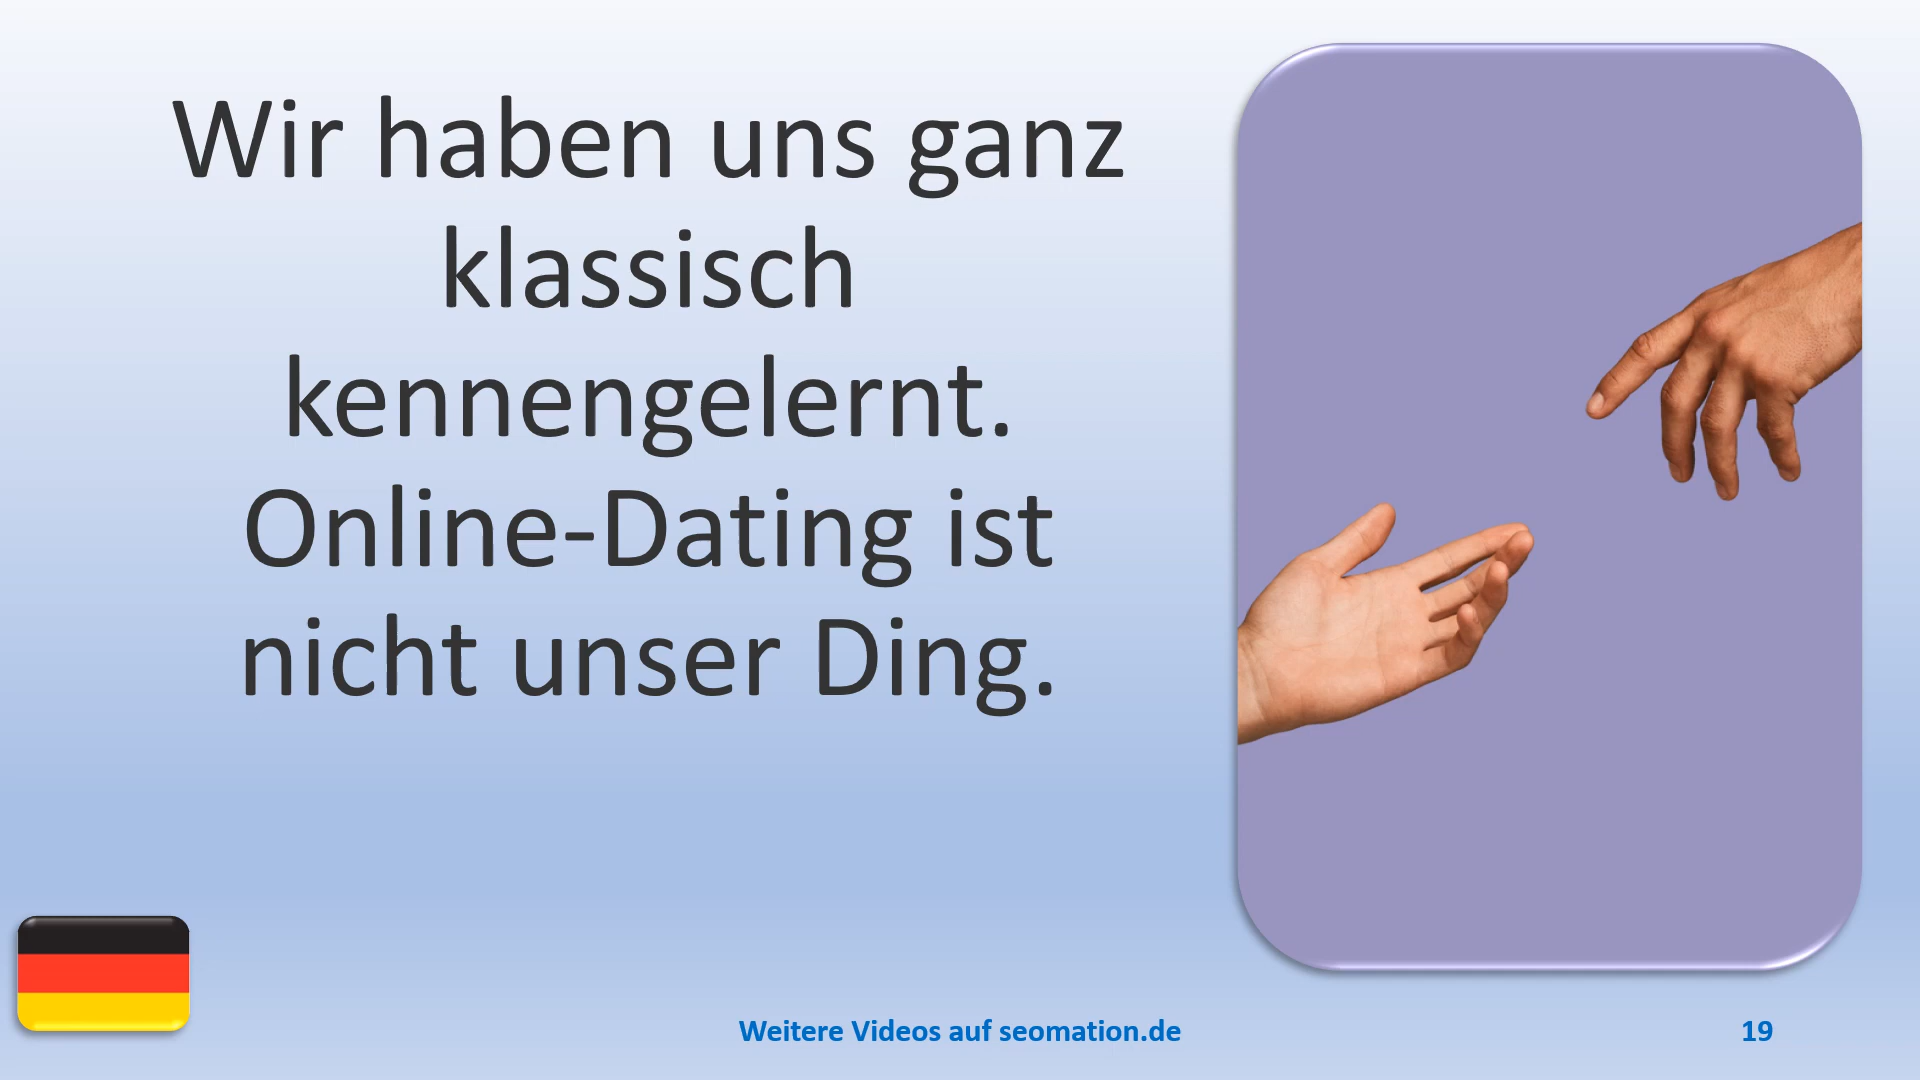 Wir haben uns ganz
klassisch
kennengelernt.
Online-Dating ist
nicht unser Ding.
Weitere Videos auf seomation.de
19